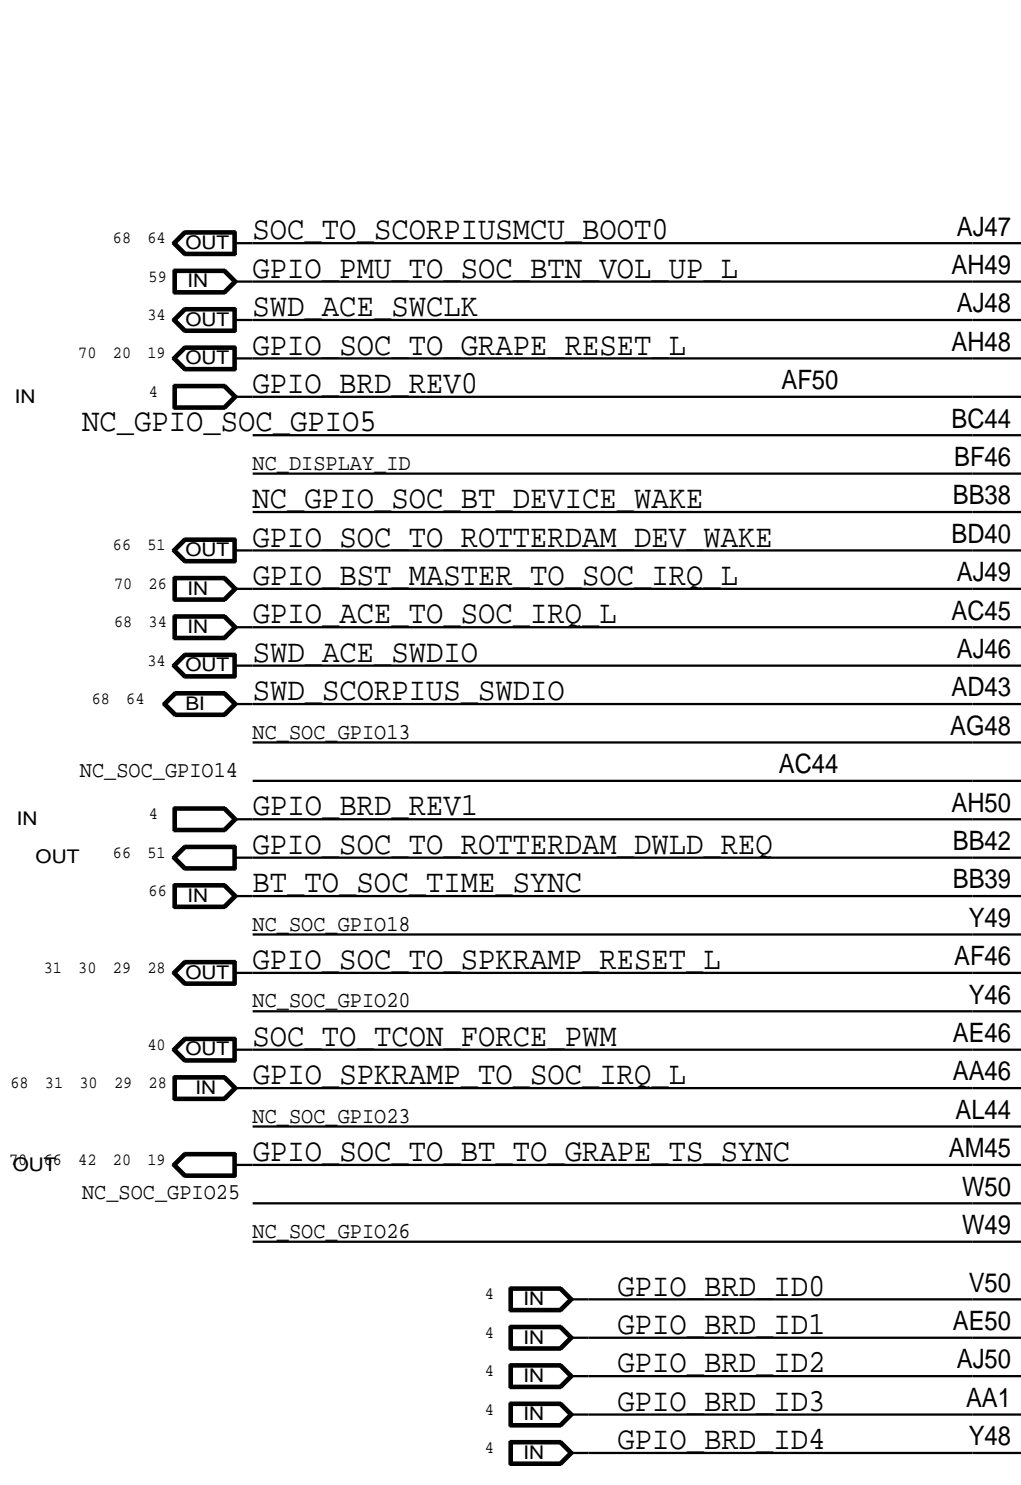 68 64 OUT SOC_TO_SCORPIUSMCU_BOOT0 AJ47
59 IN GPIO_PMU_TO_SOC_BTN_VOL_UP_L AH49
34 OUT SWD_ACE_SWCLK AJ48
70 20 19 OUT GPIO_SOC_TO_GRAPE_RESET_L AH48
IN 4 GPIO_BRD_REV0 AF50
NC_GPIO_SOC_GPIO5 BC44
NC_DISPLAY_ID BF46
NC_GPIO_SOC_BT_DEVICE_WAKE BB38
66 51 OUT GPIO_SOC_TO_ROTTERDAM_DEV_WAKE BD40
70 26 IN GPIO_BST_MASTER_TO_SOC_IRQ_L AJ49
68 34 IN GPIO_ACE_TO_SOC_IRQ_L AC45
34 OUT SWD_ACE_SWDIO AJ46
68 64 BI SWD_SCORPIUS_SWDIO AD43
NC_SOC_GPIO13 AG48
NC_SOC_GPIO14 AC44
IN 4 GPIO_BRD_REV1 AH50
OUT 66 51 GPIO_SOC_TO_ROTTERDAM_DWLD_REQ BB42
66 IN BT_TO_SOC_TIME_SYNC BB39
NC_SOC_GPIO18 Y49
31 30 29 28 OUT GPIO_SOC_TO_SPKRAMP_RESET_L AF46
NC_SOC_GPIO20 Y46
40 OUT SOC_TO_TCON_FORCE_PWM AE46
68 31 30 29 28 IN GPIO_SPKRAMP_TO_SOC_IRQ_L AA46
NC_SOC_GPIO23 AL44
OUT 70 66 42 20 19 GPIO_SOC_TO_BT_TO_GRAPE_TS_SYNC AM45
NC_SOC_GPIO25 W50
NC_SOC_GPIO26 W49
4 IN GPIO_BRD_ID0 V50
4 IN GPIO_BRD_ID1 AE50
4 IN GPIO_BRD_ID2 AJ50
4 IN GPIO_BRD_ID3 AA1
4 IN GPIO_BRD_ID4 Y48